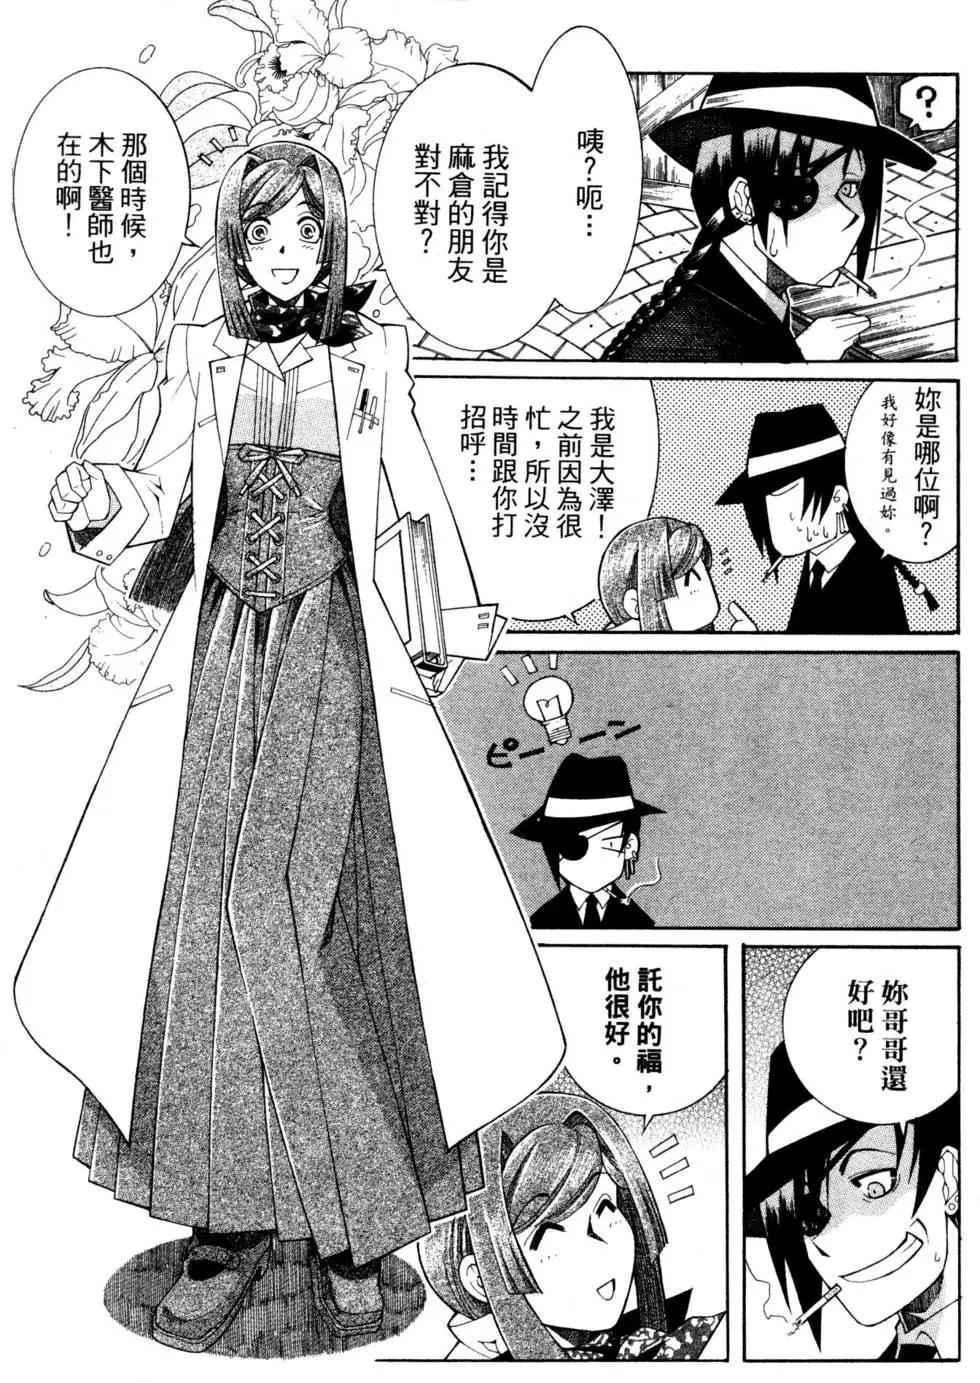 ?
咦?呃…
我記得你是
麻倉的朋友
對不對?
那個時候,
木下醫師也
在的啊!
妳是哪位啊?
我好像有見過妳。
我是大澤!
之前因為很
忙,所以沒
時間跟你打
招呼…
ピーーン
妳哥哥還
好吧?
託你的福,
他很好。